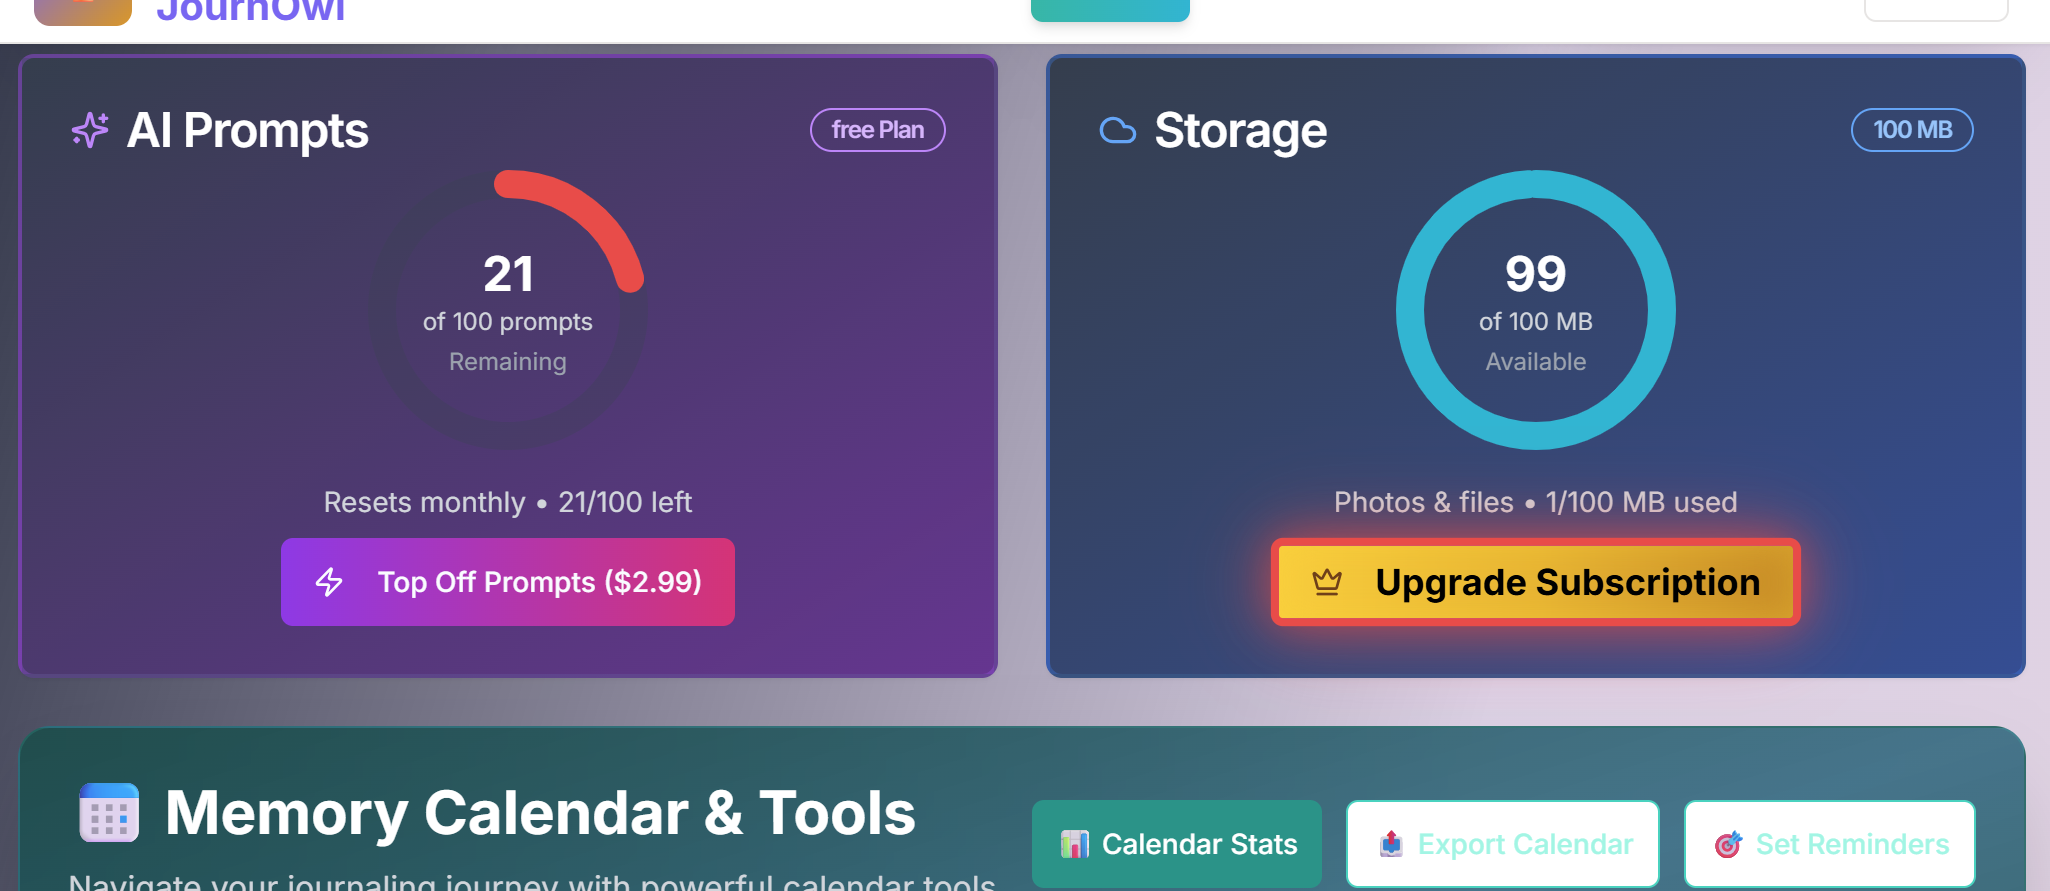 JournOwl
AI Prompts
free Plan
21
of 100 prompts
Remaining
Resets monthly • 21/100 left
Top Off Prompts ($2.99)
Storage
100 MB
99
of 100 MB
Available
Photos & files • 1/100 MB used
Upgrade Subscription
Memory Calendar & Tools
Navigate your journaling journey with powerful calendar tools
Calendar Stats
Export Calendar
Set Reminders